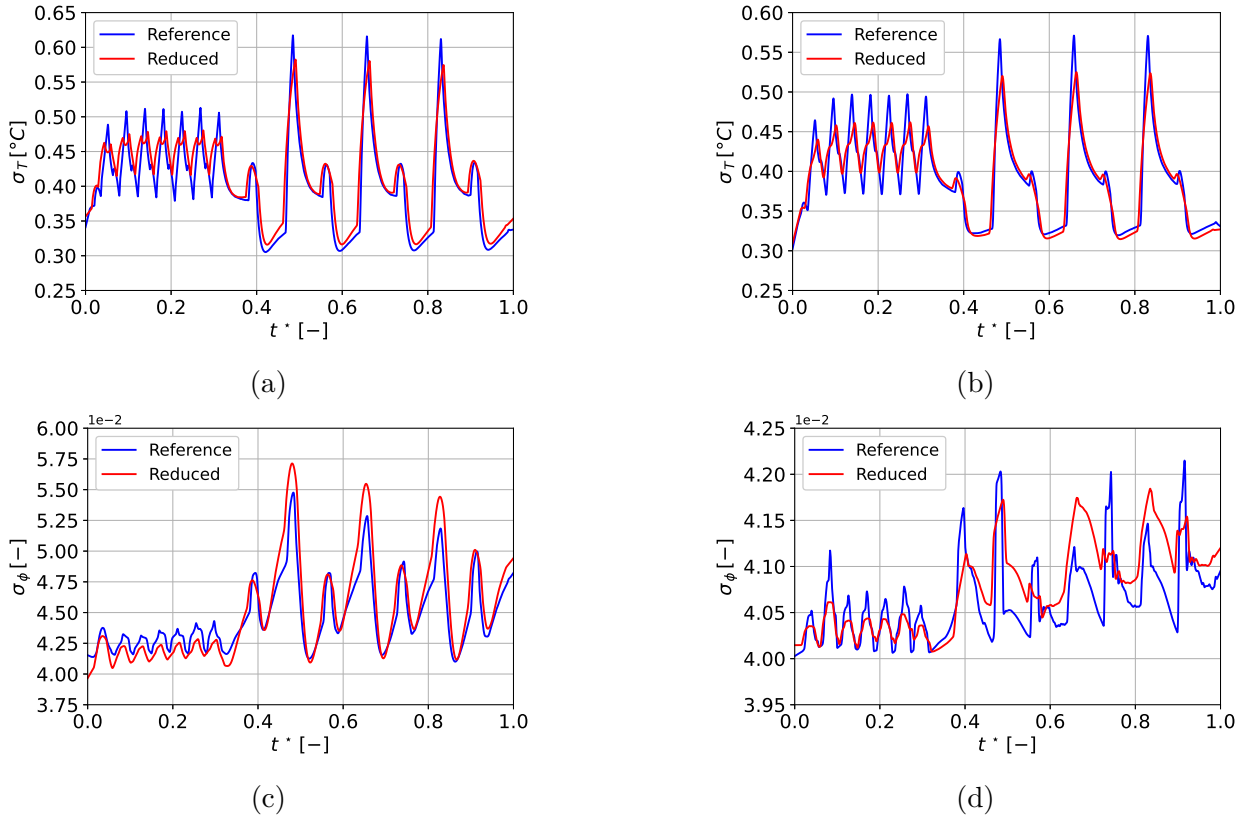 0.65
0.60
0.55
0.50
0.45
0.40
0.35
0.30
0.25
σT [°C]
Reference
Reduced
0.0 0.2 0.4 0.6 0.8 1.0
t* [−]
(a)
0.60
0.55
0.50
0.45
0.40
0.35
0.30
0.25
σT [°C]
Reference
Reduced
0.0 0.2 0.4 0.6 0.8 1.0
t* [−]
(b)
1e−2
6.00
5.75
5.50
5.25
5.00
4.75
4.50
4.25
4.00
3.75
σϕ [−]
Reference
Reduced
0.0 0.2 0.4 0.6 0.8 1.0
t* [−]
(c)
1e−2
4.25
4.20
4.15
4.10
4.05
4.00
3.95
σϕ [−]
Reference
Reduced
0.0 0.2 0.4 0.6 0.8 1.0
t* [−]
(d)